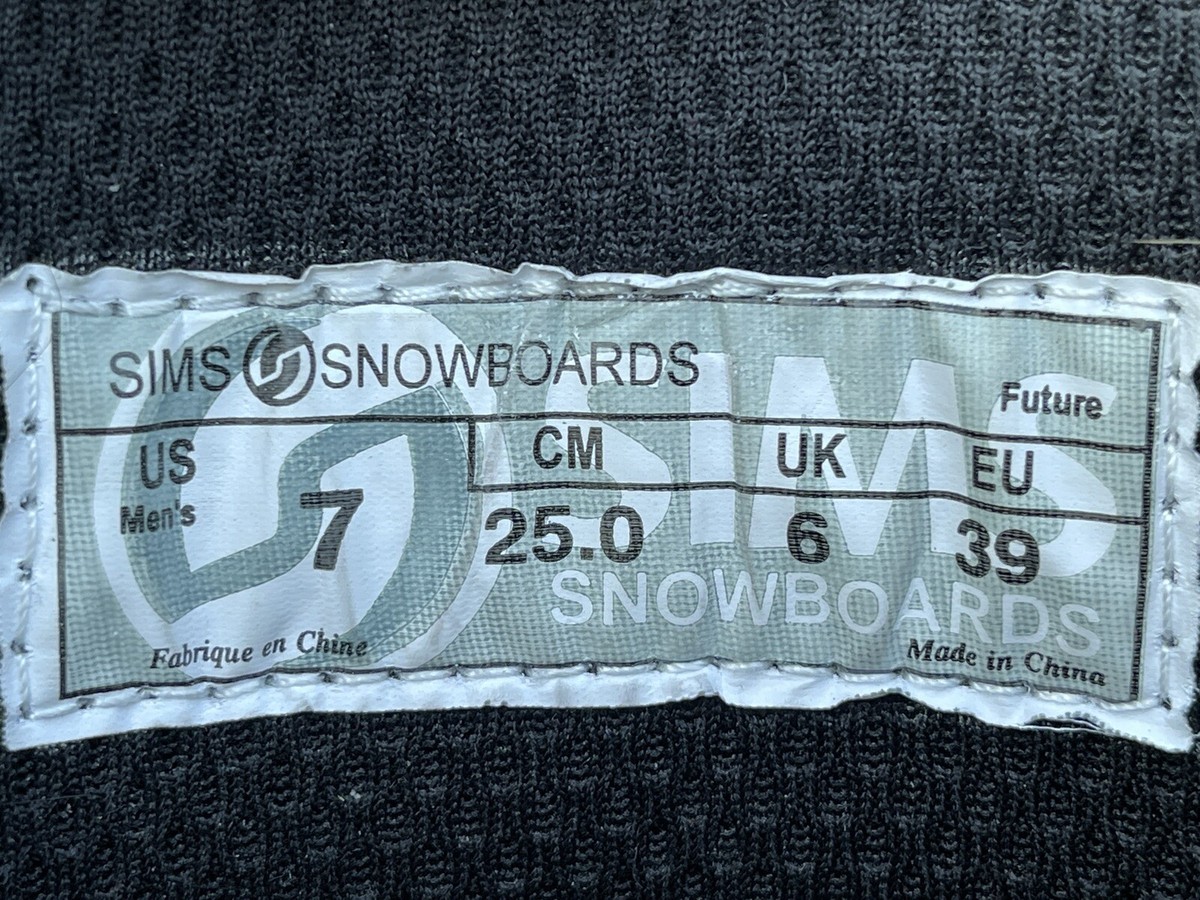 SIMS SNOWBOARDS
Future
US CM UK EU
Men's 7 25.0 6 39
SIMS
SNOWBOARDS
Fabrique en Chine Made in China